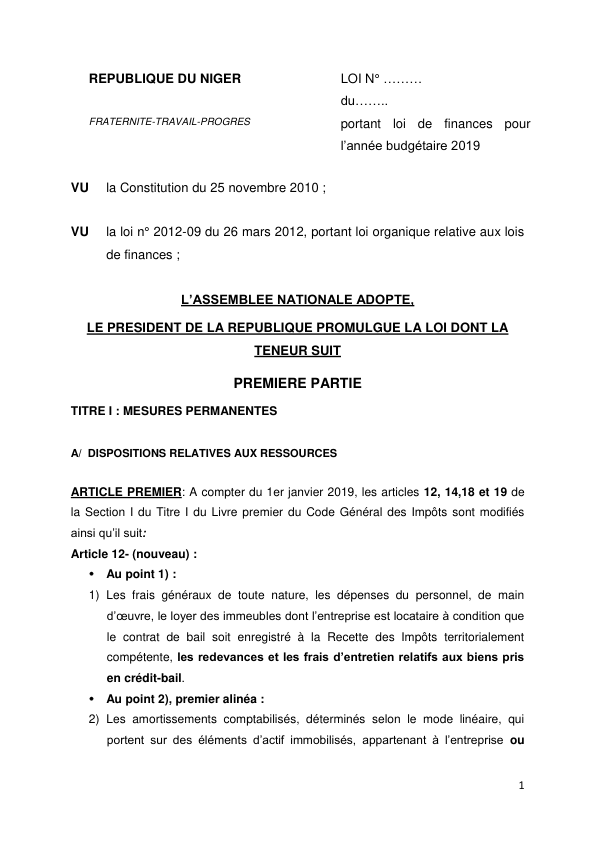 REPUBLIQUE DU NIGER
FRATERNITE-TRAVAIL-PROGRES
LOI N° ………
du……..
portant loi de finances pour
l’année budgétaire 2019
VU la Constitution du 25 novembre 2010 ;
VU la loi n° 2012-09 du 26 mars 2012, portant loi organique relative aux lois
de finances ;
L’ASSEMBLEE NATIONALE ADOPTE,
LE PRESIDENT DE LA REPUBLIQUE PROMULGUE LA LOI DONT LA
TENEUR SUIT
PREMIERE PARTIE
TITRE I : MESURES PERMANENTES
A/ DISPOSITIONS RELATIVES AUX RESSOURCES
ARTICLE PREMIER: A compter du 1er janvier 2019, les articles 12, 14,18 et 19 de
la Section I du Titre I du Livre premier du Code Général des Impôts sont modifiés
ainsi qu’il suit:
Article 12- (nouveau) :
• Au point 1) :
1) Les frais généraux de toute nature, les dépenses du personnel, de main
d’œuvre, le loyer des immeubles dont l’entreprise est locataire à condition que
le contrat de bail soit enregistré à la Recette des Impôts territorialement
compétente, les redevances et les frais d’entretien relatifs aux biens pris
en crédit-bail.
• Au point 2), premier alinéa :
2) Les amortissements comptabilisés, déterminés selon le mode linéaire, qui
portent sur des éléments d’actif immobilisés, appartenant à l’entreprise ou
1